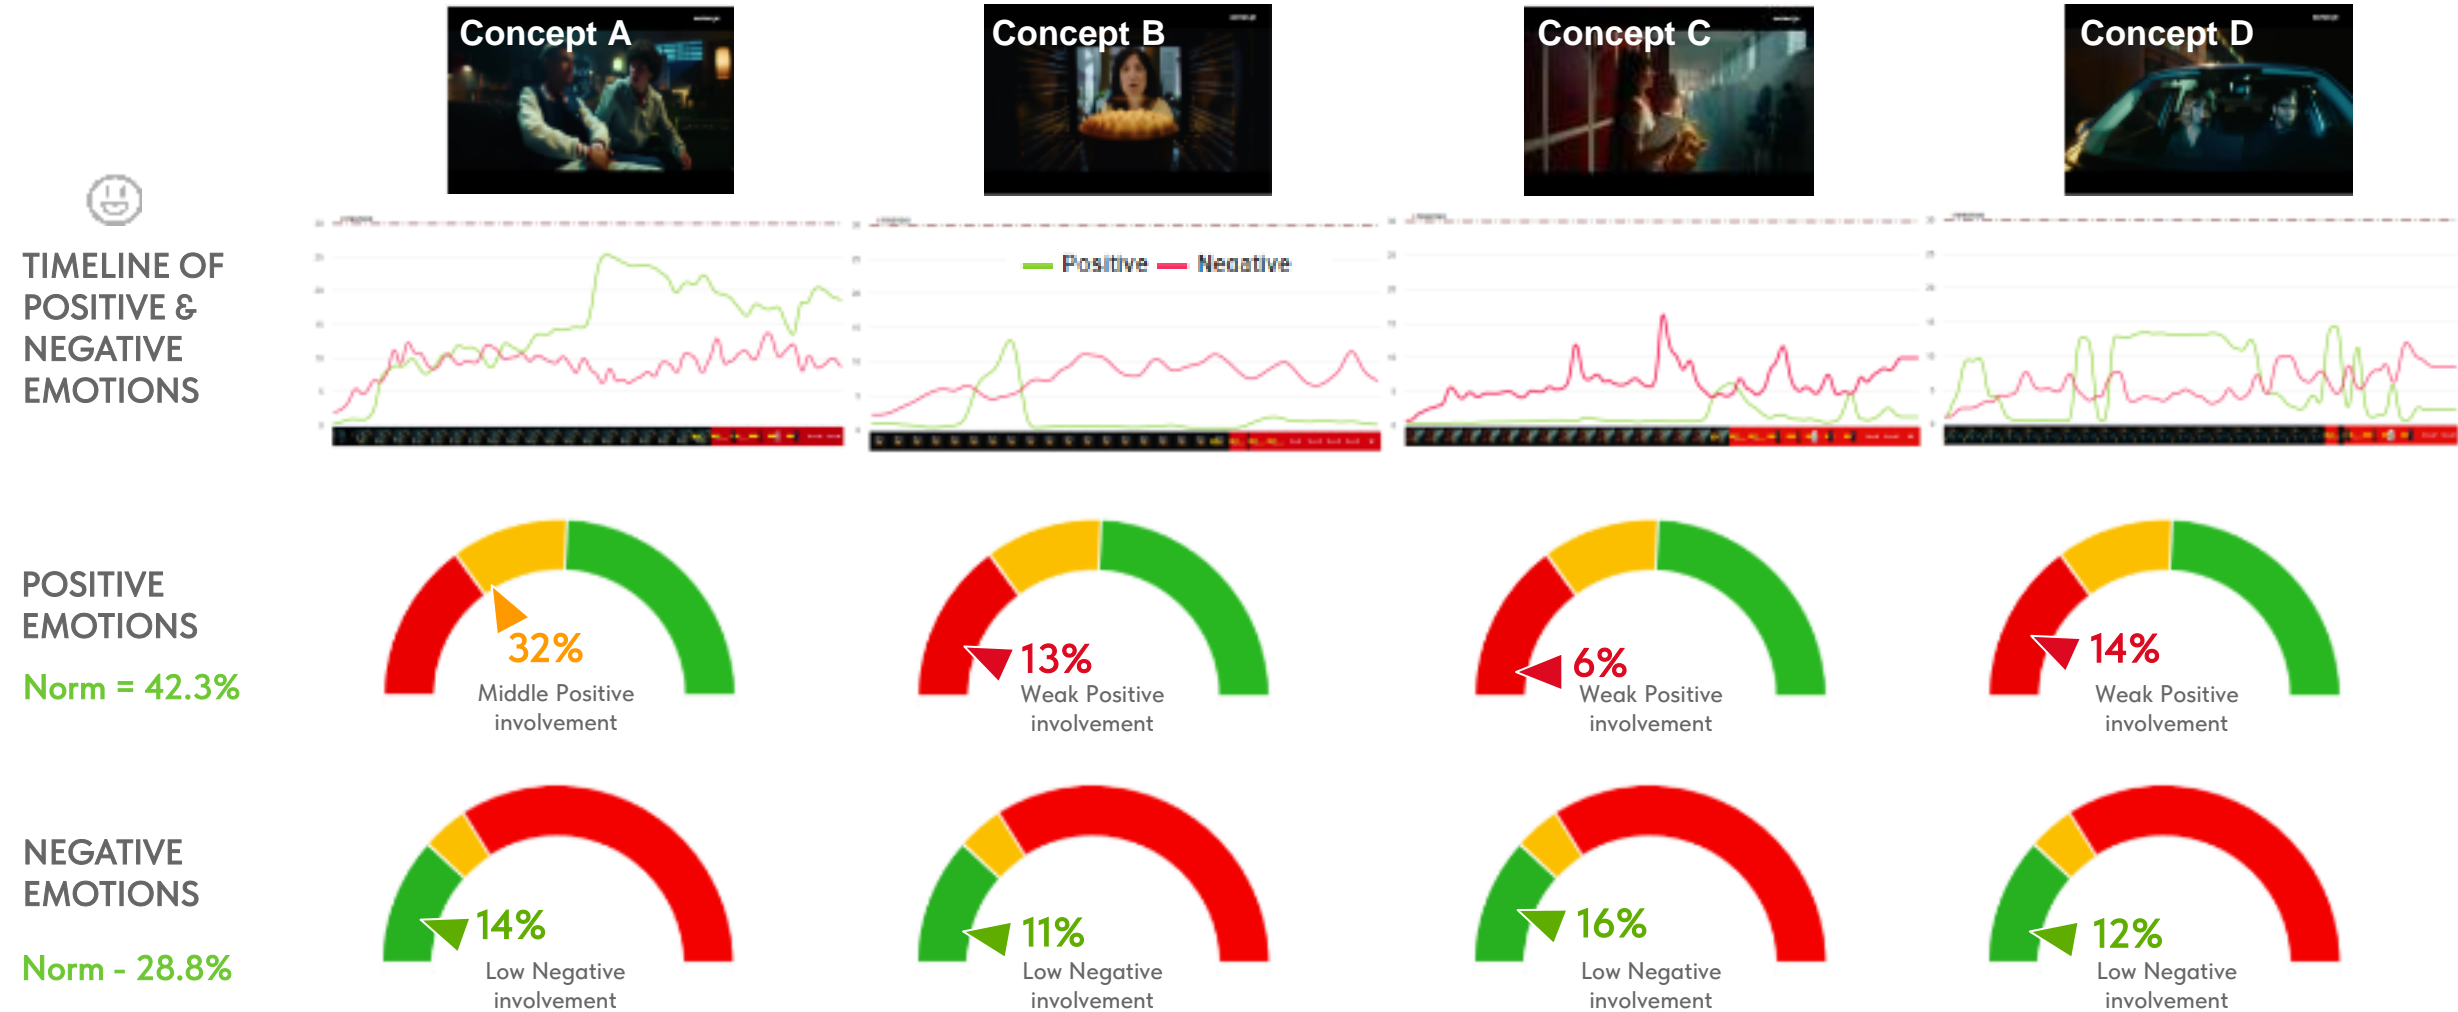 Concept A
Concept B
Concept C
Concept D
TIMELINE OF
POSITIVE &
NEGATIVE
EMOTIONS
Positive
Negative
POSITIVE
EMOTIONS
Norm = 42.3%
32%
Middle Positive
involvement
13%
Weak Positive
involvement
6%
Weak Positive
involvement
14%
Weak Positive
involvement
NEGATIVE
EMOTIONS
Norm - 28.8%
14%
Low Negative
involvement
11%
Low Negative
involvement
16%
Low Negative
involvement
12%
Low Negative
involvement